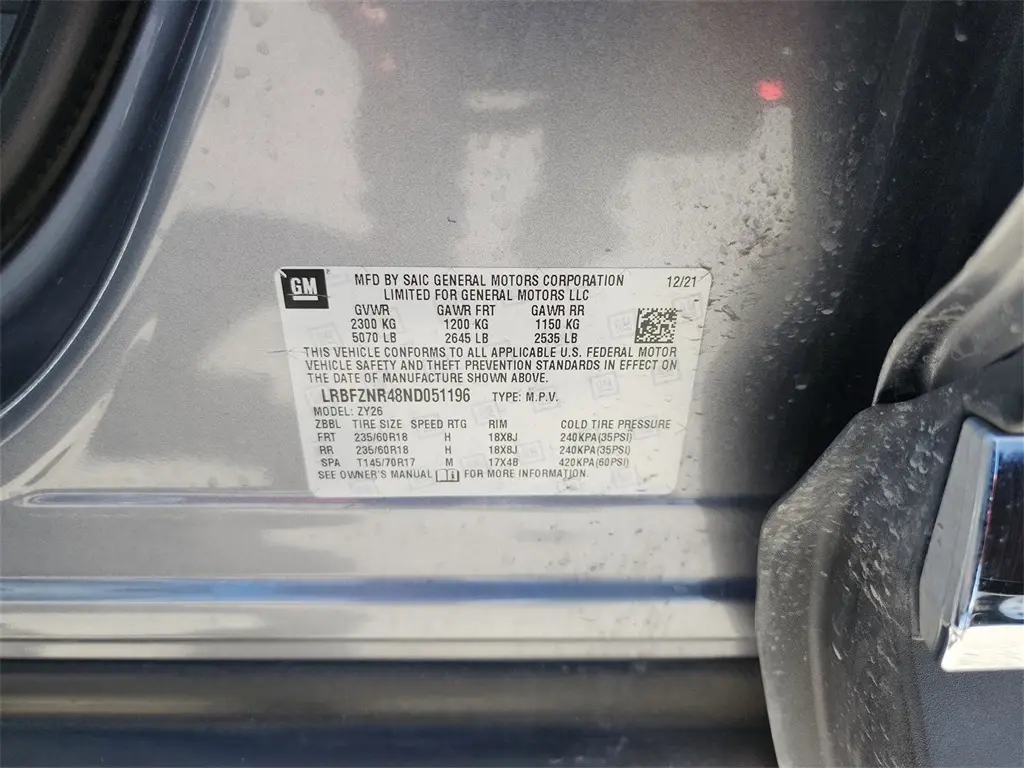 GM
MFD BY SAIC GENERAL MOTORS CORPORATION 12/21
LIMITED FOR GENERAL MOTORS LLC
GVWR GAWR FRT GAWR RR
2300 KG 1200 KG 1150 KG
5070 LB 2645 LB 2535 LB
THIS VEHICLE CONFORMS TO ALL APPLICABLE U.S. FEDERAL MOTOR
VEHICLE SAFETY AND THEFT PREVENTION STANDARDS IN EFFECT ON
THE DATE OF MANUFACTURE SHOWN ABOVE.
LRBFZNR48ND051196 TYPE: M.P.V.
MODEL: ZY26
ZBBL TIRE SIZE SPEED RTG RIM COLD TIRE PRESSURE
FRT 235/60R18 H 18X8J 240KPA(35PSI)
RR 235/60R18 H 18X8J 240KPA(35PSI)
SPA T145/70R17 M 17X4B 420KPA(60PSI)
SEE OWNER'S MANUAL FOR MORE INFORMATION.